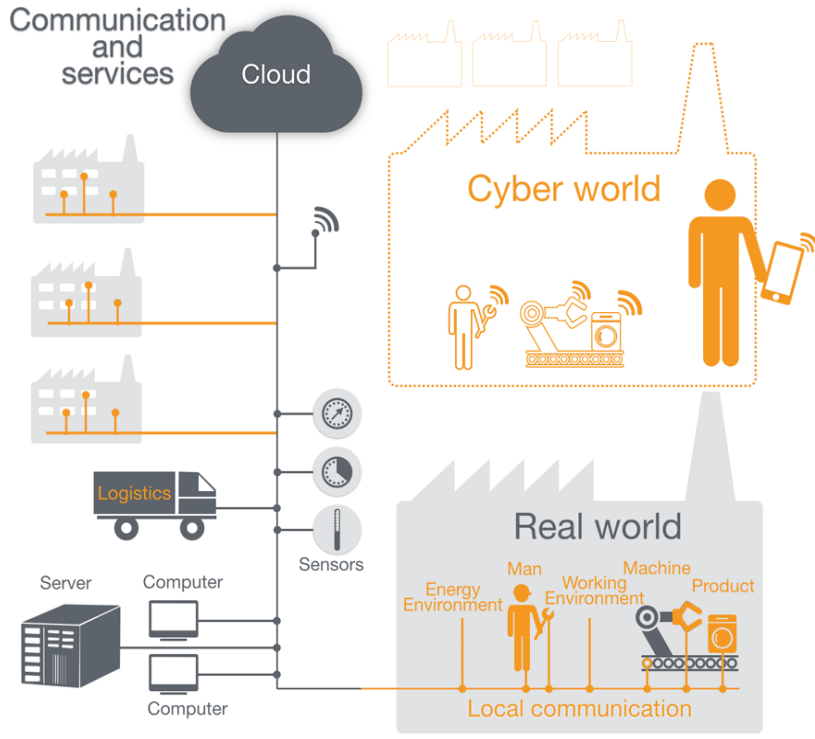 Communication
and
services
Cloud
Cyber world
Logistics
Sensors
Server
Computer
Computer
Real world
Energy
Environment
Man
Working
Environment
Machine
Product
Local communication